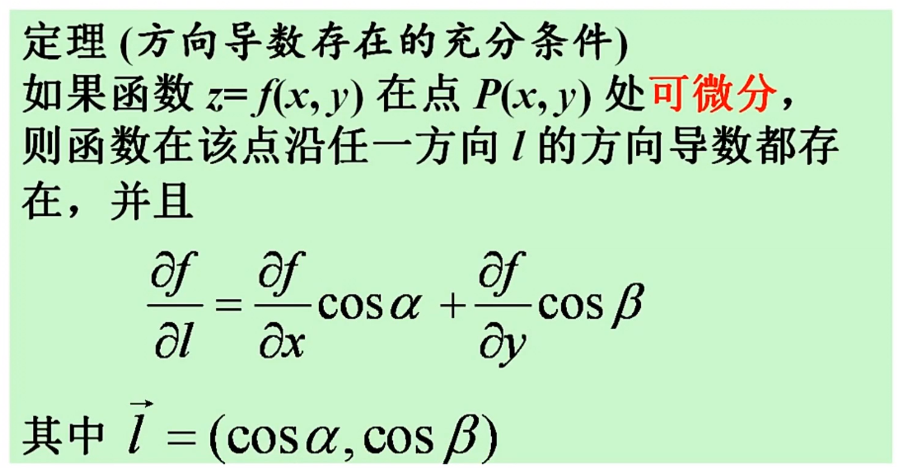 定理 (方向导数存在的充分条件)
如果函数 z= f(x, y) 在点 P(x, y) 处可微分，
则函数在该点沿任一方向 l 的方向导数都存
在，并且
∂f/∂l = ∂f/∂x cos α + ∂f/∂y cos β
其中 l⃗ = (cos α, cos β)